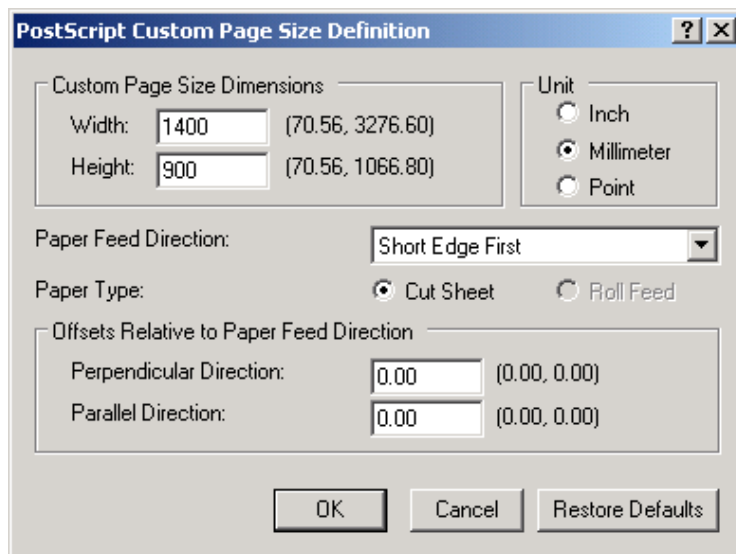 PostScript Custom Page Size Definition
Custom Page Size Dimensions
Width: 1400 (70.56, 3276.60)
Height: 900 (70.56, 1066.80)
Unit
Inch
Millimeter
Point
Paper Feed Direction: Short Edge First
Paper Type: Cut Sheet Roll Feed
Offsets Relative to Paper Feed Direction
Perpendicular Direction: 0.00 (0.00, 0.00)
Parallel Direction: 0.00 (0.00, 0.00)
OK Cancel Restore Defaults